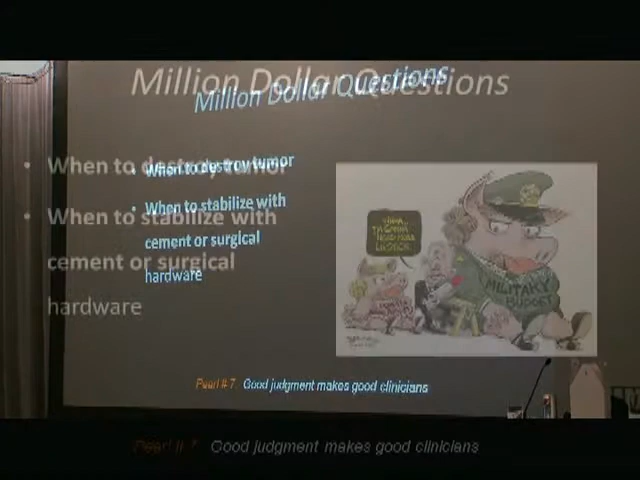 Million Dollar Questions
Million Dollar Questions
• When to destroy tumor
• When to stabilize with
cement or surgical
hardware
• When to destroy tumor
• When to stabilize with
cement or surgical
hardware
MILITARY
BUDGET
Pearl # 7. Good judgment makes good clinicians
Pearl # 7. Good judgment makes good clinicians